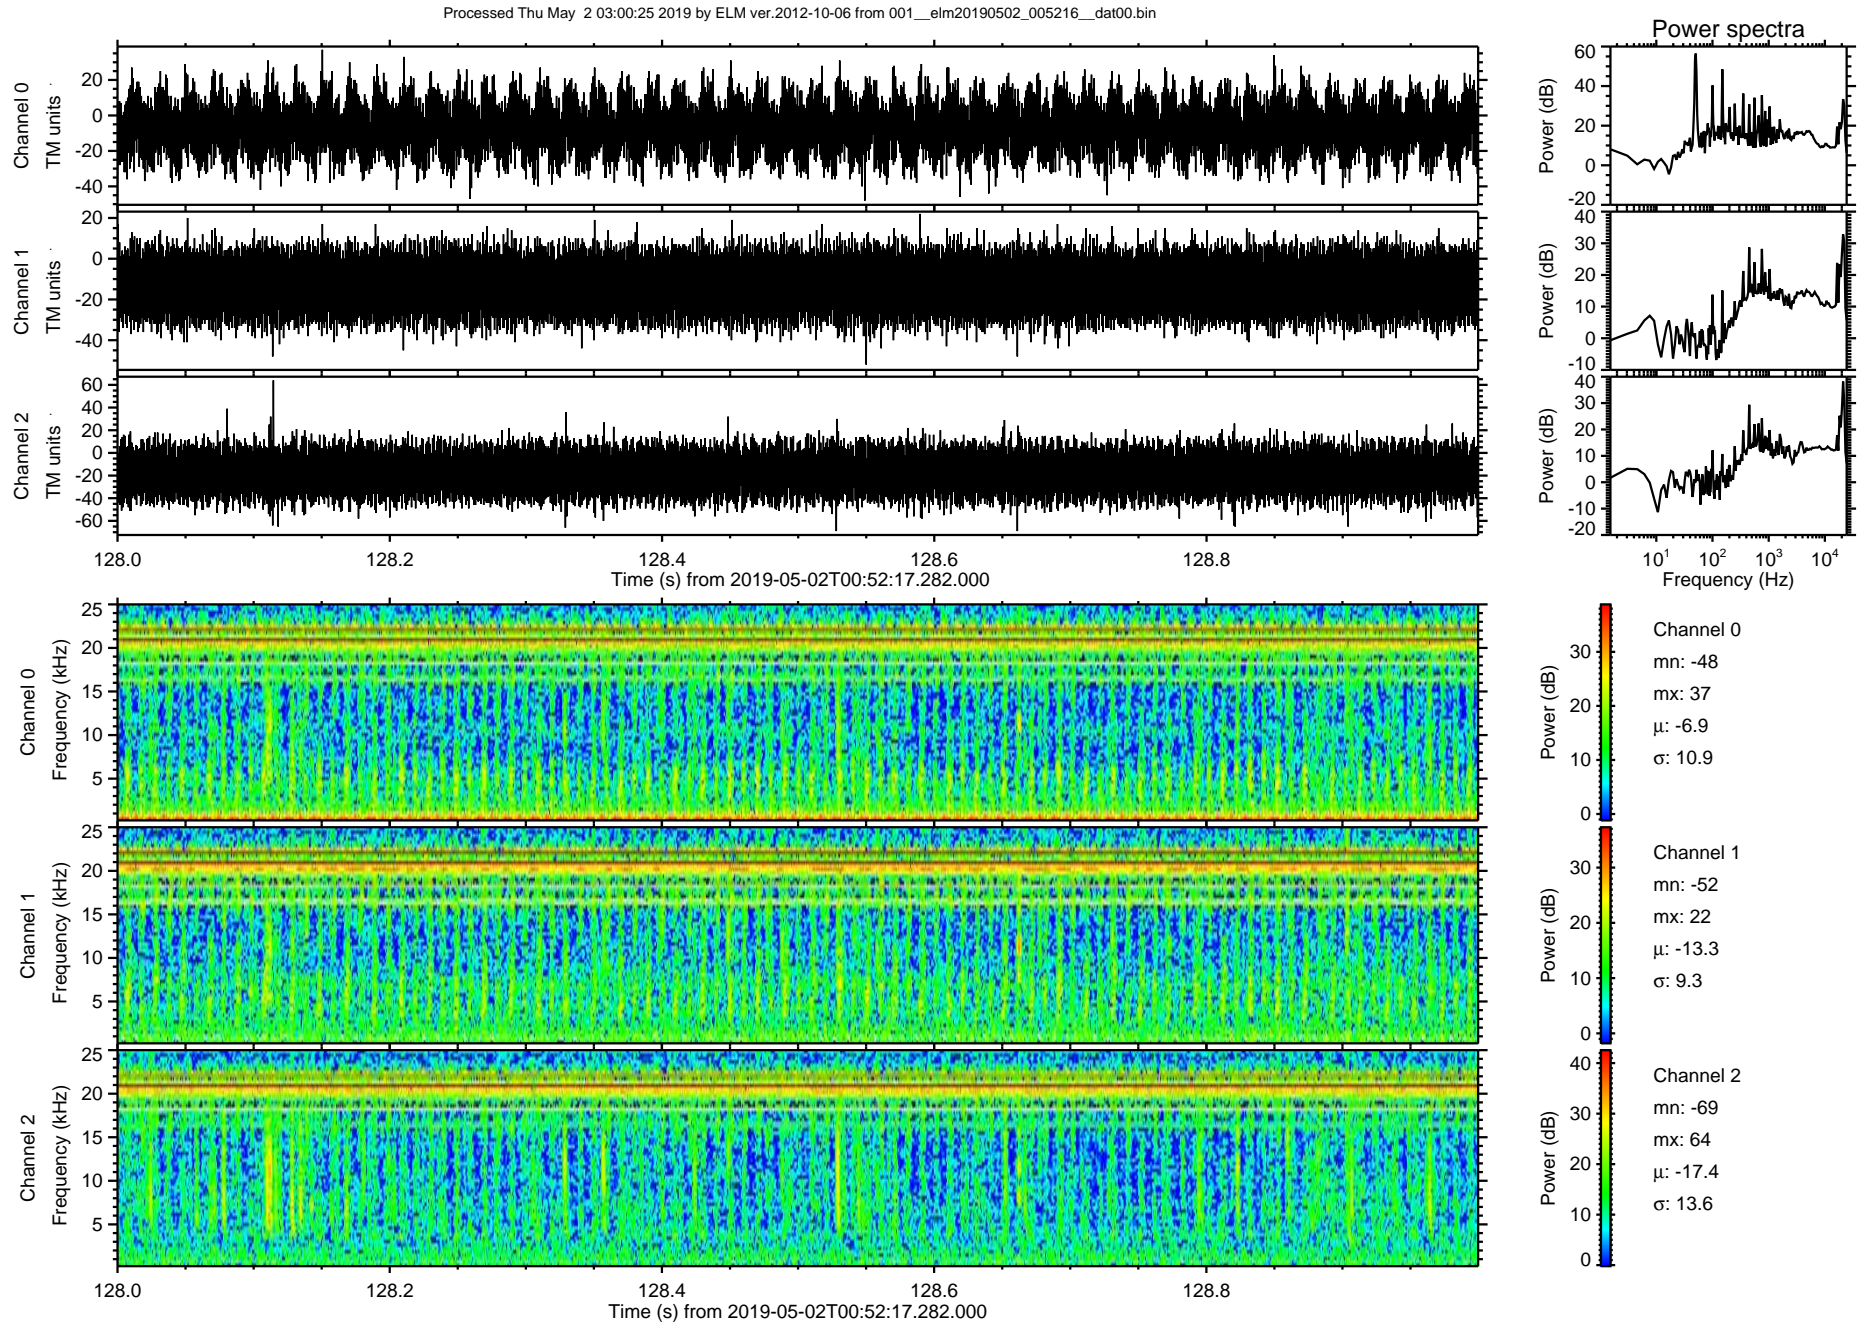 Processed Thu May  2 03:00:25 2019 by ELM ver.2012-10-06 from 001__elm20190502_005216__dat00.bin
Power spectra
Channel 0
TM units
20
0
-20
-40
Power (dB)
60
40
20
0
-20
Channel 1
TM units
20
0
-20
-40
Power (dB)
40
30
20
10
0
-10
Channel 2
TM units
60
40
20
0
-20
-40
-60
Power (dB)
40
30
20
10
0
-10
-20
128.0 128.2 128.4 128.6 128.8
Time (s) from 2019-05-02T00:52:17.282.000
10^1 10^2 10^3 10^4
Frequency (Hz)
Channel 0
Frequency (kHz)
25
20
15
10
5
Power (dB)
30
20
10
0
Channel 0
mn: -48
mx: 37
μ: -6.9
σ: 10.9
Channel 1
Frequency (kHz)
25
20
15
10
5
Power (dB)
30
20
10
0
Channel 1
mn: -52
mx: 22
μ: -13.3
σ: 9.3
Channel 2
Frequency (kHz)
25
20
15
10
5
Power (dB)
40
30
20
10
0
Channel 2
mn: -69
mx: 64
μ: -17.4
σ: 13.6
128.0 128.2 128.4 128.6 128.8
Time (s) from 2019-05-02T00:52:17.282.000